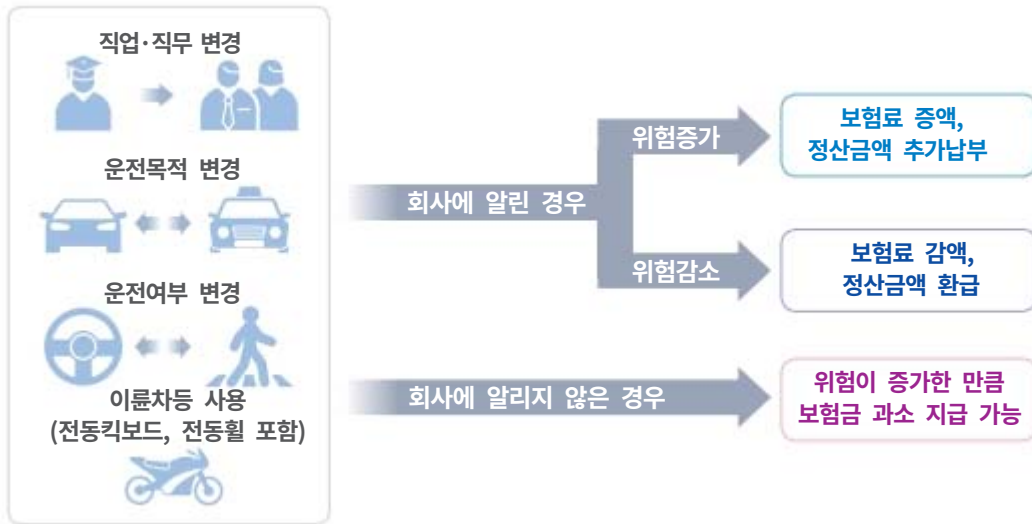 직업·직무 변경
운전목적 변경
운전여부 변경
이륜차등 사용
(전동킥보드, 전동휠 포함)
회사에 알린 경우
위험증가
위험감소
보험료 증액,
정산금액 추가납부
보험료 감액,
정산금액 환급
회사에 알리지 않은 경우
위험이 증가한 만큼
보험금 과소 지급 가능